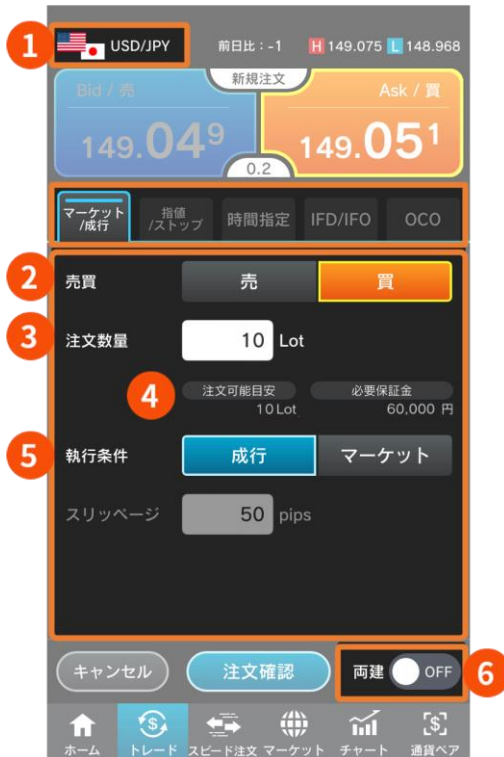 1
USD/JPY 前日比：-1 H 149.075 L 148.968
新規注文
Bid / 売 Ask / 買
149.049 149.051
0.2
マーケット
/成行
指値
/ストップ
時間指定
IFD/IFO
OCO
2
売買 売 買
3
注文数量 10 Lot
4
注文可能目安 必要保証金
10 Lot 60,000 円
5
執行条件 成行 マーケット
スリッページ 50 pips
キャンセル 注文確認 両建 OFF
6
ホーム トレード スピード注文 マーケット チャート 通貨ペア